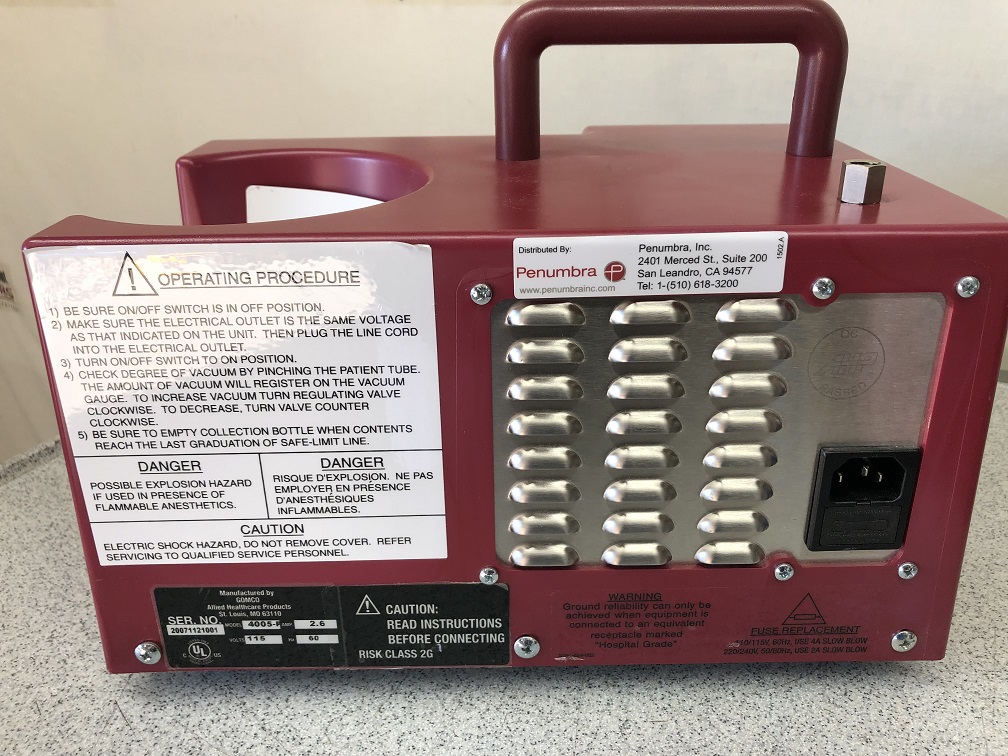 OPERATING PROCEDURE
1) BE SURE ON/OFF SWITCH IS IN OFF POSITION.
2) MAKE SURE THE ELECTRICAL OUTLET IS THE SAME VOLTAGE
AS THAT INDICATED ON THE UNIT. THEN PLUG THE LINE CORD
INTO THE ELECTRICAL OUTLET.
3) TURN ON/OFF SWITCH TO ON POSITION.
4) CHECK DEGREE OF VACUUM BY PINCHING THE PATIENT TUBE.
THE AMOUNT OF VACUUM WILL REGISTER ON THE VACUUM
GAUGE. TO INCREASE VACUUM TURN REGULATING VALVE
CLOCKWISE. TO DECREASE, TURN VALVE COUNTER
CLOCKWISE.
5) BE SURE TO EMPTY COLLECTION BOTTLE WHEN CONTENTS
REACH THE LAST GRADUATION OF SAFE-LIMIT LINE.
DANGER
POSSIBLE EXPLOSION HAZARD
IF USED IN PRESENCE OF
FLAMMABLE ANESTHETICS.
DANGER
RISQUE D'EXPLOSION. NE PAS
EMPLOYER EN PRÉSENCE
D'ANESTHÉSIQUES
INFLAMMABLES.
CAUTION
ELECTRIC SHOCK HAZARD, DO NOT REMOVE COVER. REFER
SERVICING TO QUALIFIED SERVICE PERSONNEL.
Distributed By:
Penumbra P
www.penumbrainc.com
Penumbra, Inc.
2401 Merced St., Suite 200
San Leandro, CA 94577
Tel: 1-(510) 618-3200
1502.A
PASSED
Manufactured by
GOMCO
Allied Healthcare Products
St. Louis, MO 63110
SER. NO. MODEL 4005-P AMP 2.6
20071121001 VOLTS 115 Hz 60
C UL US
CAUTION:
READ INSTRUCTIONS
BEFORE CONNECTING
RISK CLASS 2G
WARNING
Ground reliability can only be
achieved when equipment is
connected to an equivalent
receptacle marked
"Hospital Grade"
FUSE REPLACEMENT
110/115V, 60Hz, USE 4A SLOW BLOW
220/240V, 50/60Hz, USE 2A SLOW BLOW